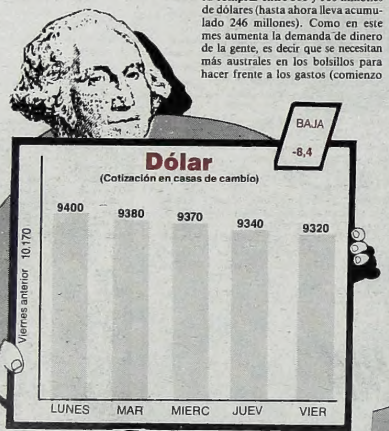 de dólares (hasta ahora lleva acumu-
lado 246 millones). Como en este
mes aumenta la demanda de dinero
de la gente, es decir que se necesitan
más australes en los bolsillos para
hacer frente a los gastos (comienzo
BAJA
-8,4
Dólar
(Cotización en casas de cambio)
Viernes anterior 10.170
9400
9380
9370
9340
9320
LUNES MAR MIERC JUEV VIER